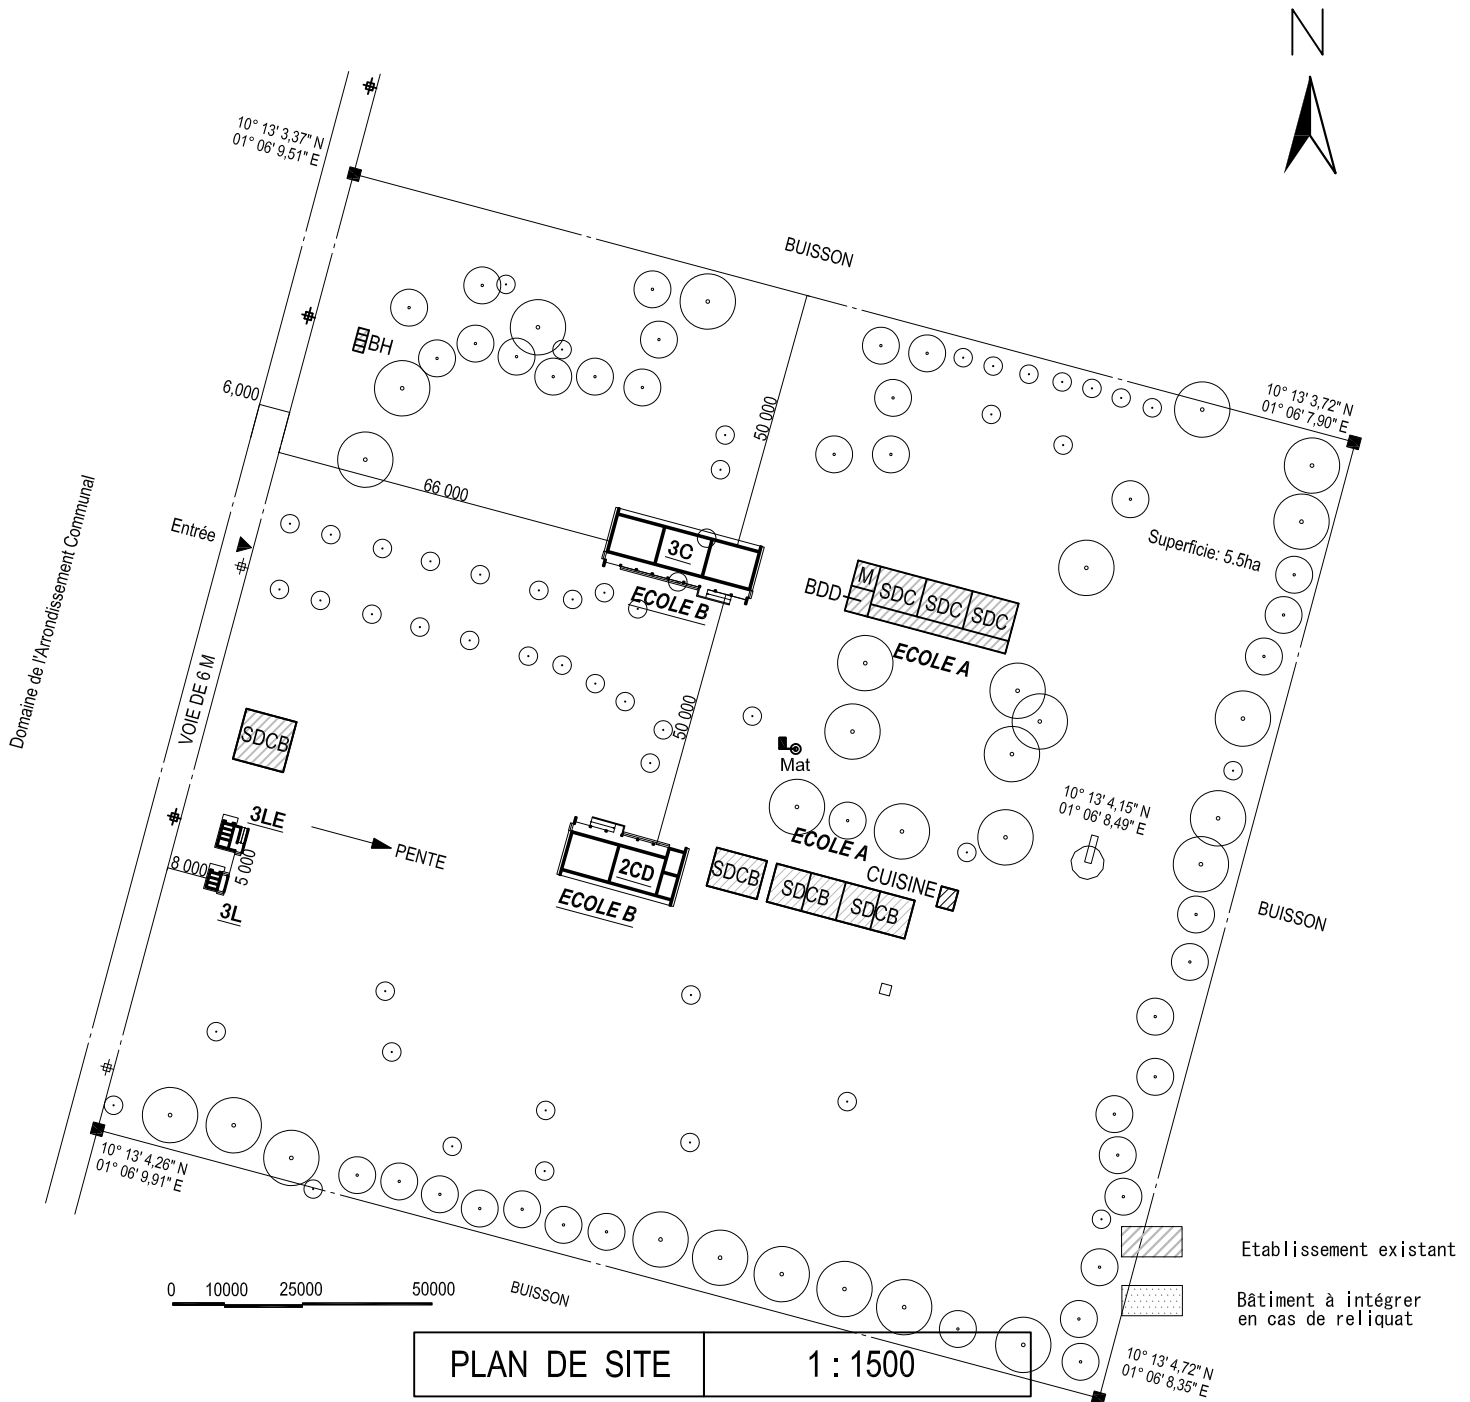 N
10° 13' 3,37" N
01° 06' 9,51" E
BUISSON
BH
6,000
10° 13' 3,72" N
01° 06' 7,90" E
50 000
66 000
Entrée
Domaine de l'Arrondissement Communal
3C
ECOLE B
Superficie: 5.5ha
BDD
M
SDC
SDC
SDC
ECOLE A
VOIE DE 6 M
SDCB
50 000
Mat
10° 13' 4,15" N
01° 06' 8,49" E
3LE
PENTE
8 000
5 000
3L
2CD
ECOLE B
ECOLE A
SDCB
SDCB
SDCB
CUISINE
BUISSON
10° 13' 4,26" N
01° 06' 9,91" E
Etablissement existant
Bâtiment à intégrer
en cas de reliquat
0 10000 25000 50000
BUISSON
PLAN DE SITE 1 : 1500
10° 13' 4,72" N
01° 06' 8,35" E